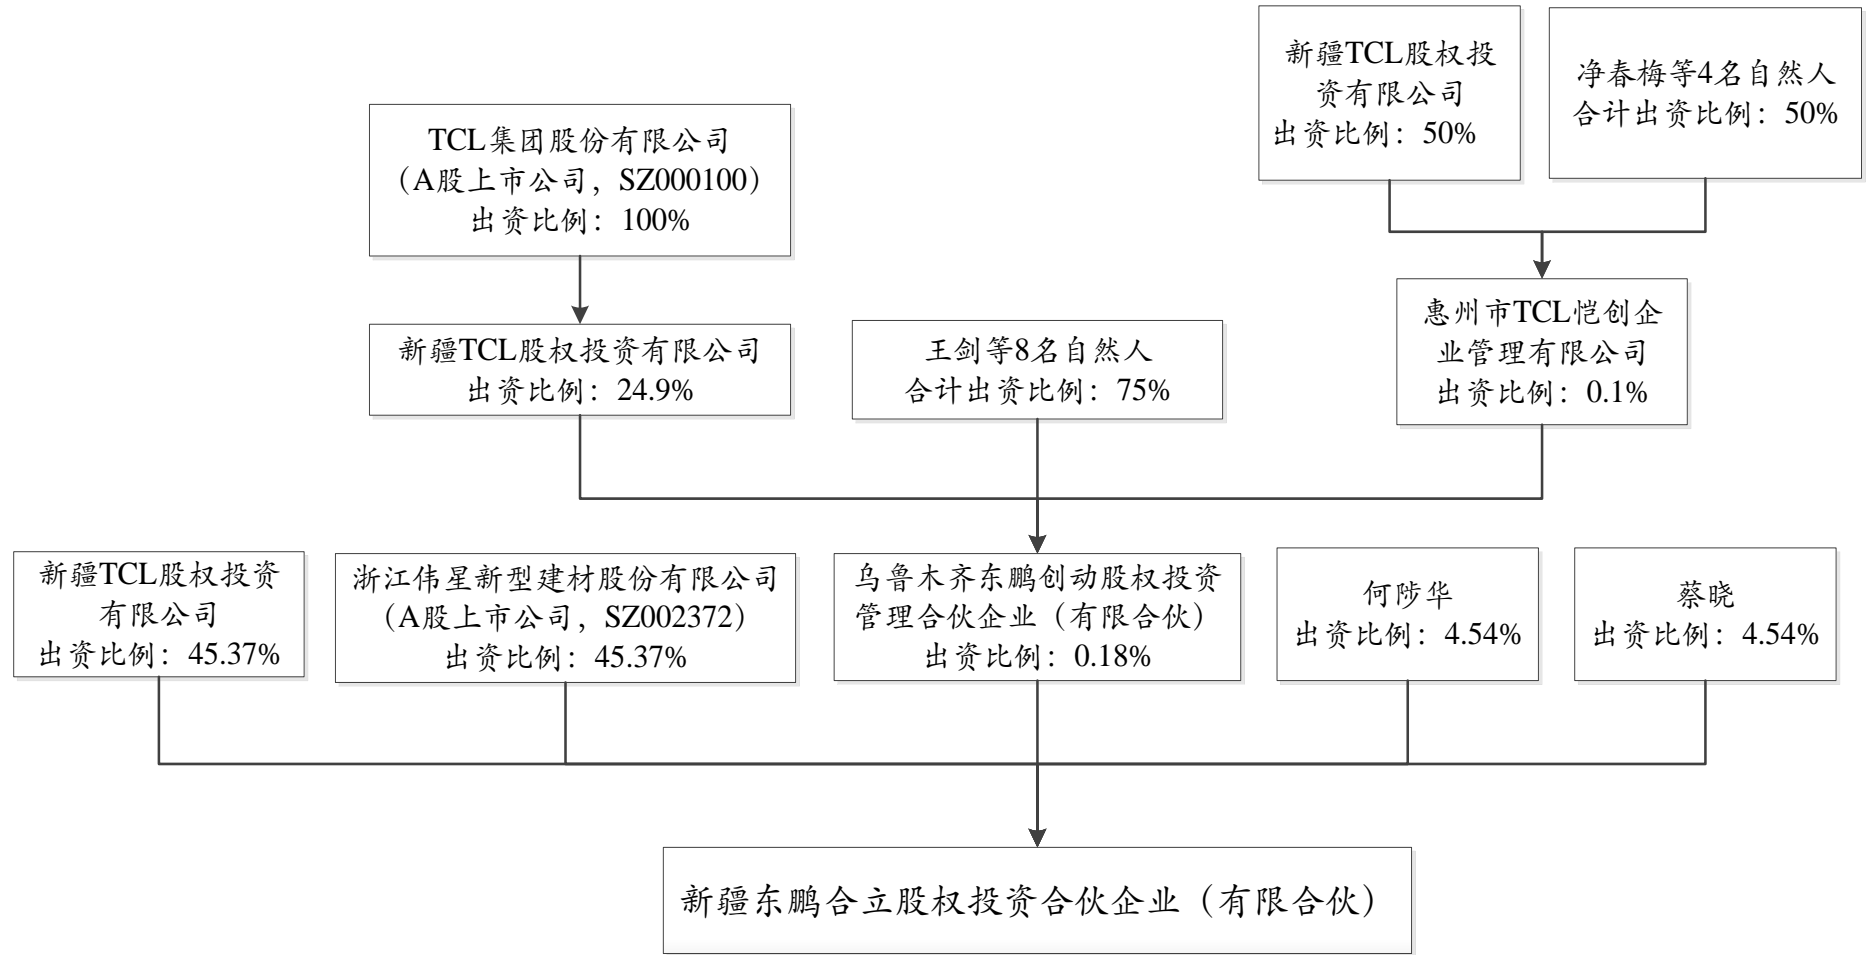 新疆TCL股权投
资有限公司
出资比例：50%
净春梅等4名自然人
合计出资比例：50%
TCL集团股份有限公司
（A股上市公司，SZ000100）
出资比例：100%
新疆TCL股权投资有限公司
出资比例：24.9%
王剑等8名自然人
合计出资比例：75%
惠州市TCL恺创企
业管理有限公司
出资比例：0.1%
新疆TCL股权投资
有限公司
出资比例：45.37%
浙江伟星新型建材股份有限公司
（A股上市公司，SZ002372）
出资比例：45.37%
乌鲁木齐东鹏创动股权投资
管理合伙企业（有限合伙）
出资比例：0.18%
何陟华
出资比例：4.54%
蔡晓
出资比例：4.54%
新疆东鹏合立股权投资合伙企业（有限合伙）